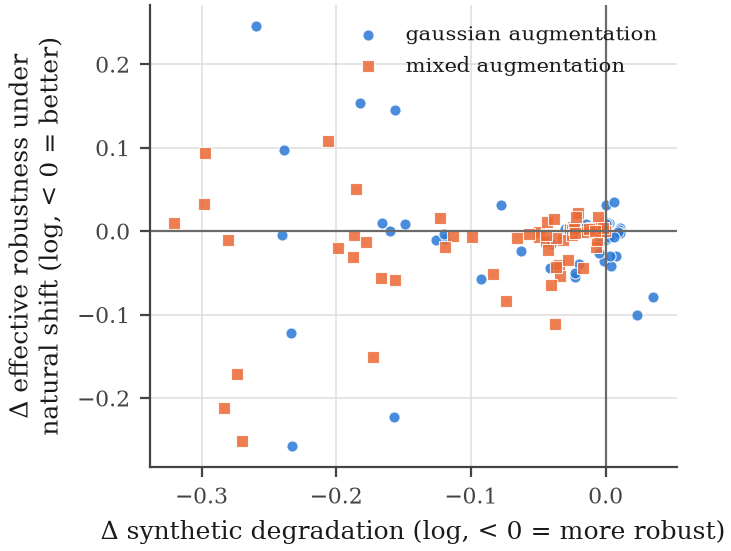 gaussian augmentation
mixed augmentation
Δ effective robustness under
natural shift (log, < 0 = better)
0.2
0.1
0.0
−0.1
−0.2
−0.3
−0.2
−0.1
0.0
Δ synthetic degradation (log, < 0 = more robust)